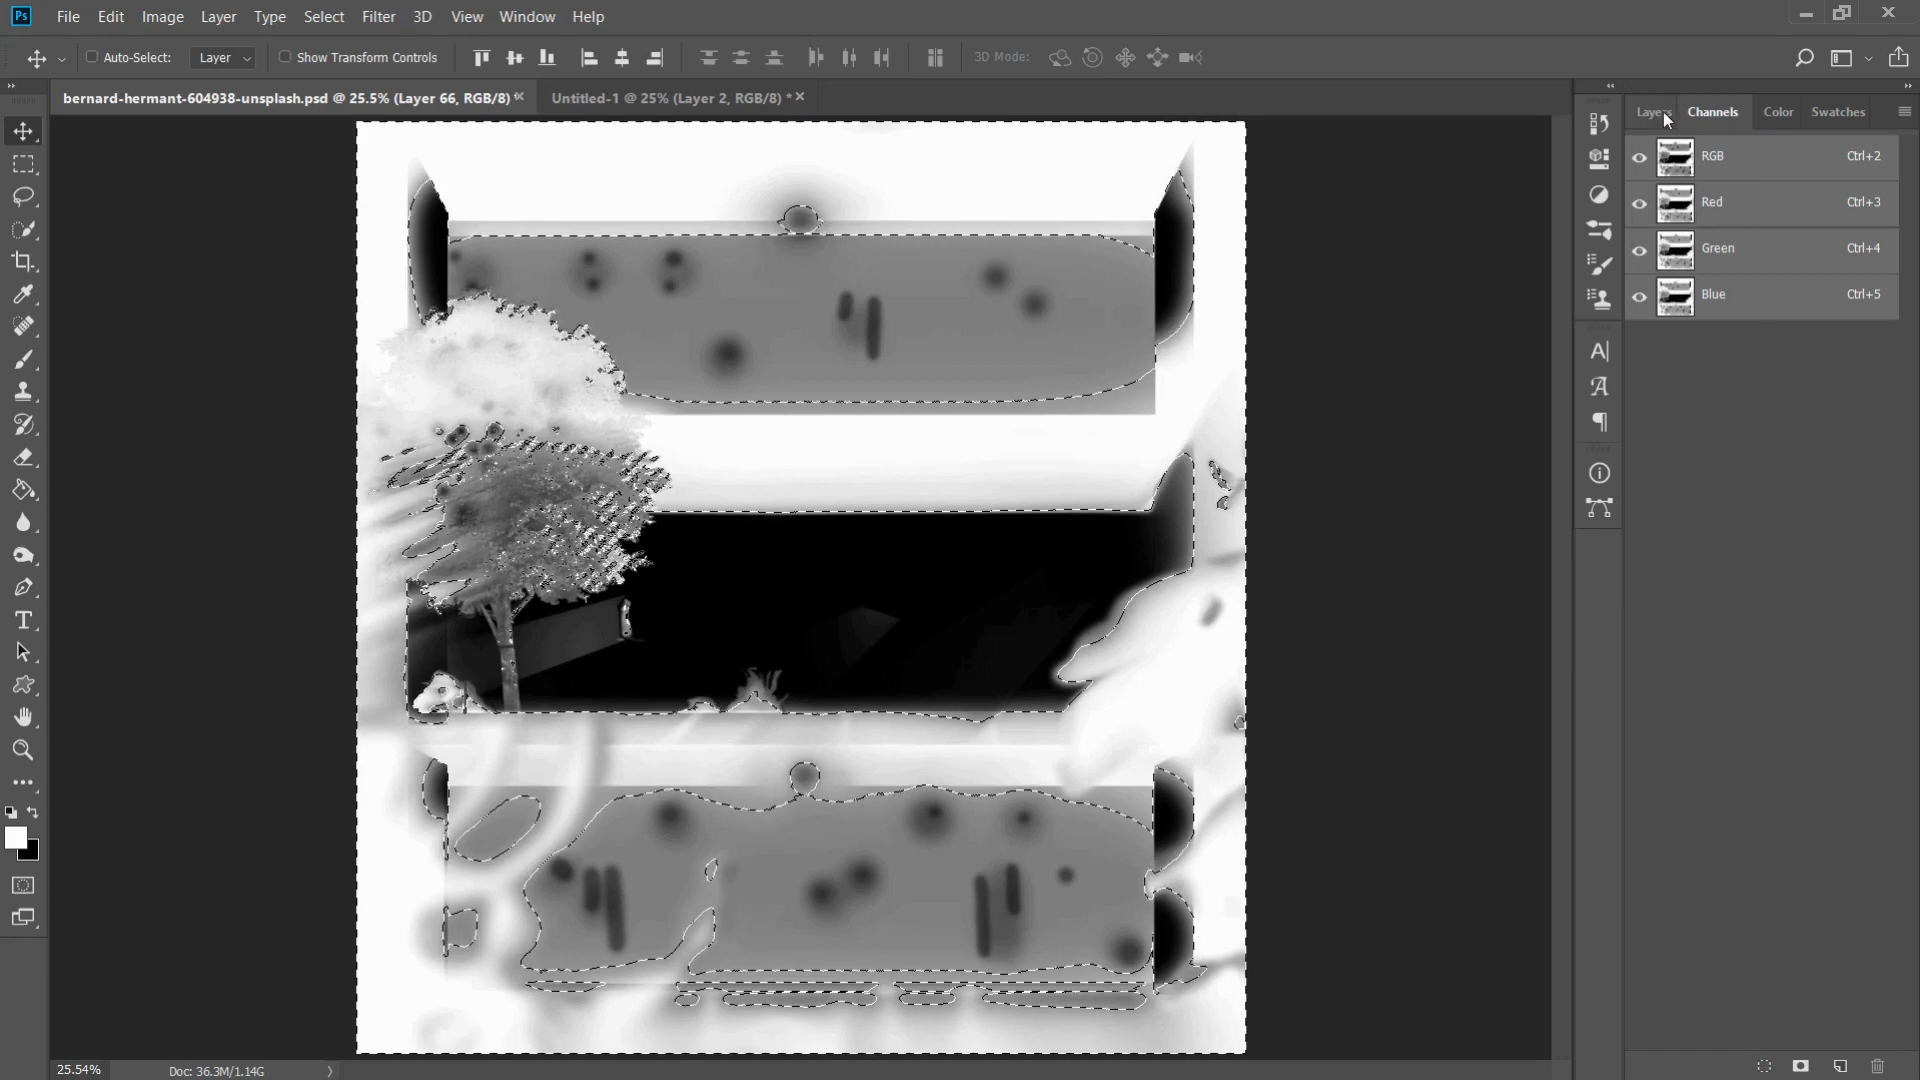 Ps File Edit Image Layer Type Select Filter 3D View Window Help
Auto-Select: Layer Show Transform Controls 3D Mode:
bernard-hermant-604938-unsplash.psd @ 25.5% (Layer 66, RGB/8) * Untitled-1 @ 25% (Layer 2, RGB/8) *
Layers Channels Color Swatches
RGB Ctrl+2
Red Ctrl+3
Green Ctrl+4
Blue Ctrl+5
25.54% Doc: 36.3M/1.14G